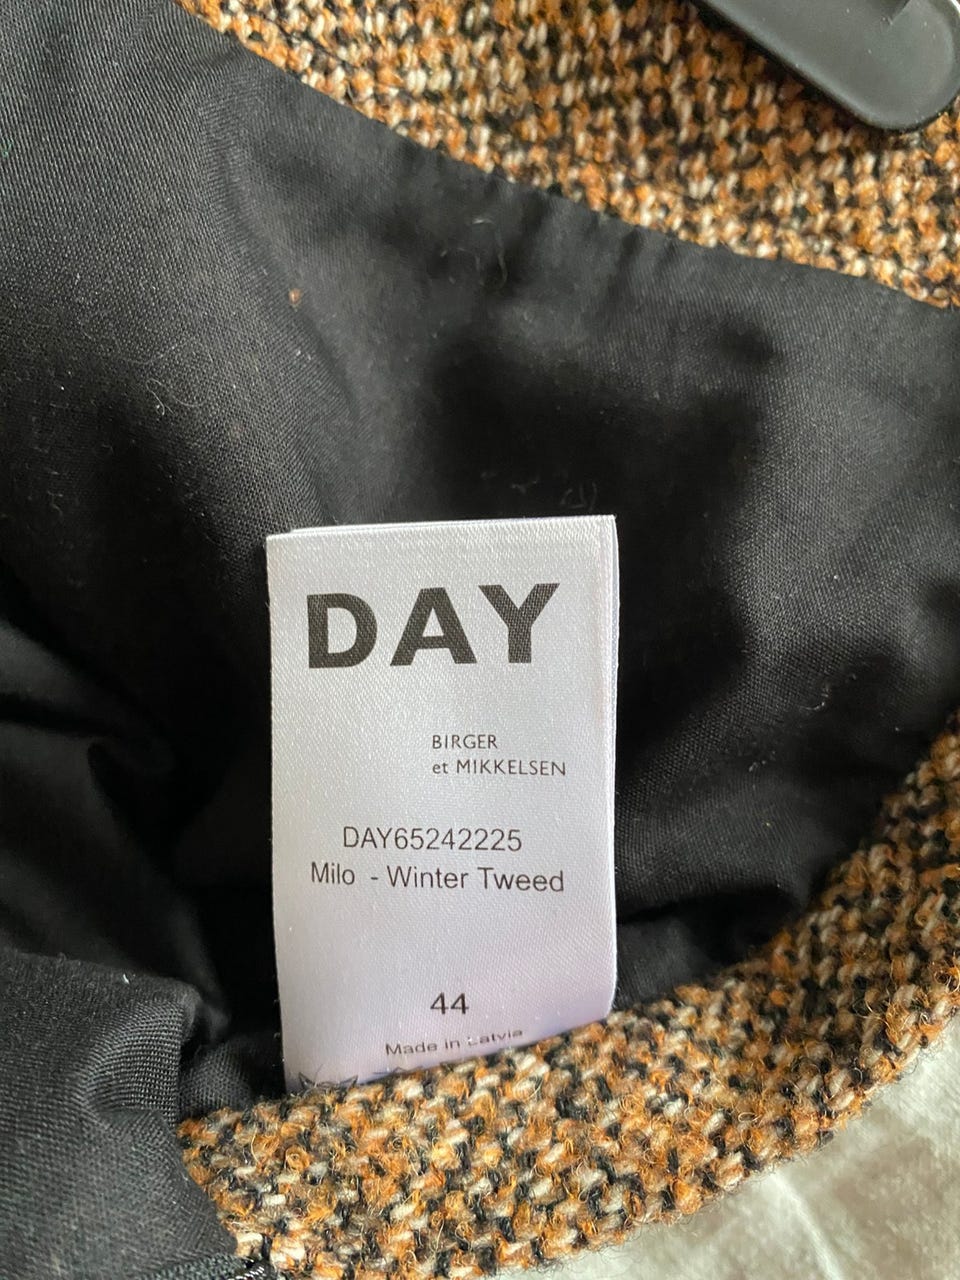 DAY
BIRGER
et MIKKELSEN
DAY65242225
Milo - Winter Tweed
44
Made in Latvia